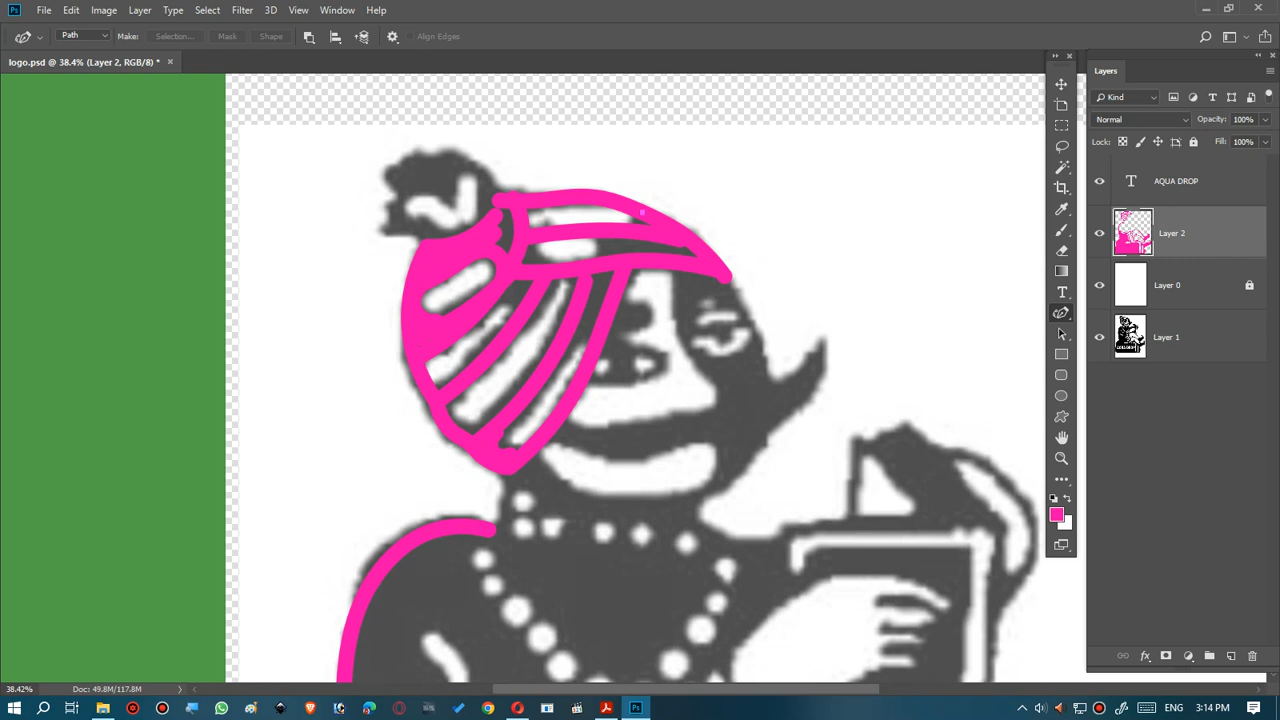 Ps File Edit Image Layer Type Select Filter 3D View Window Help
Path Make: Selection... Mask Shape Align Edges
logo.psd @ 38.4% (Layer 2, RGB/8) *
Layers
Kind
Normal Opacity: 100%
Lock: Fill: 100%
T AQUA DROP
Layer 2
Layer 0
Layer 1
38.42% Doc: 49.8M/117.8M
ENG 3:14 PM